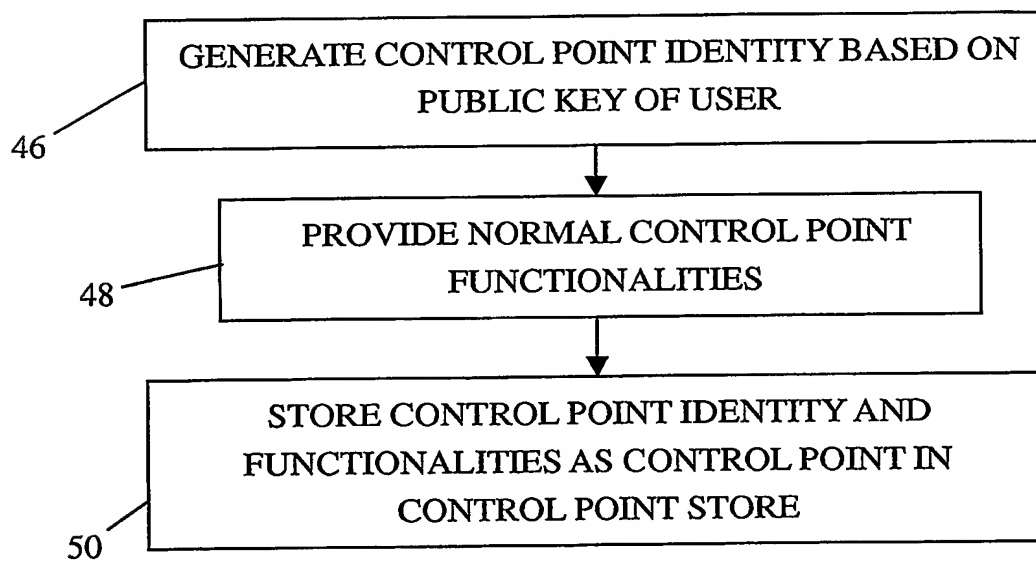 GENERATE CONTROL POINT IDENTITY BASED ON
PUBLIC KEY OF USER
46
PROVIDE NORMAL CONTROL POINT
FUNCTIONALITIES
48
STORE CONTROL POINT IDENTITY AND
FUNCTIONALITIES AS CONTROL POINT IN
CONTROL POINT STORE
50